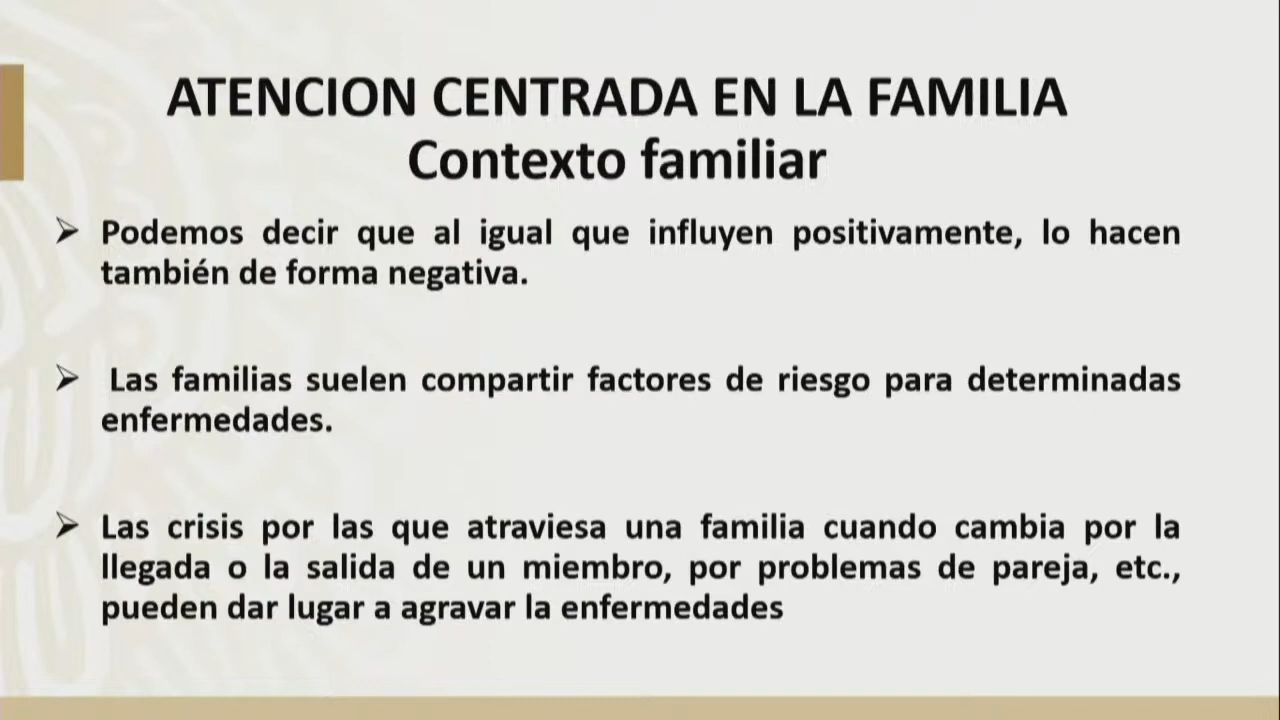 ATENCION CENTRADA EN LA FAMILIA
Contexto familiar
➢ Podemos decir que al igual que influyen positivamente, lo hacen
también de forma negativa.
➢ Las familias suelen compartir factores de riesgo para determinadas
enfermedades.
➢ Las crisis por las que atraviesa una familia cuando cambia por la
llegada o la salida de un miembro, por problemas de pareja, etc.,
pueden dar lugar a agravar la enfermedades